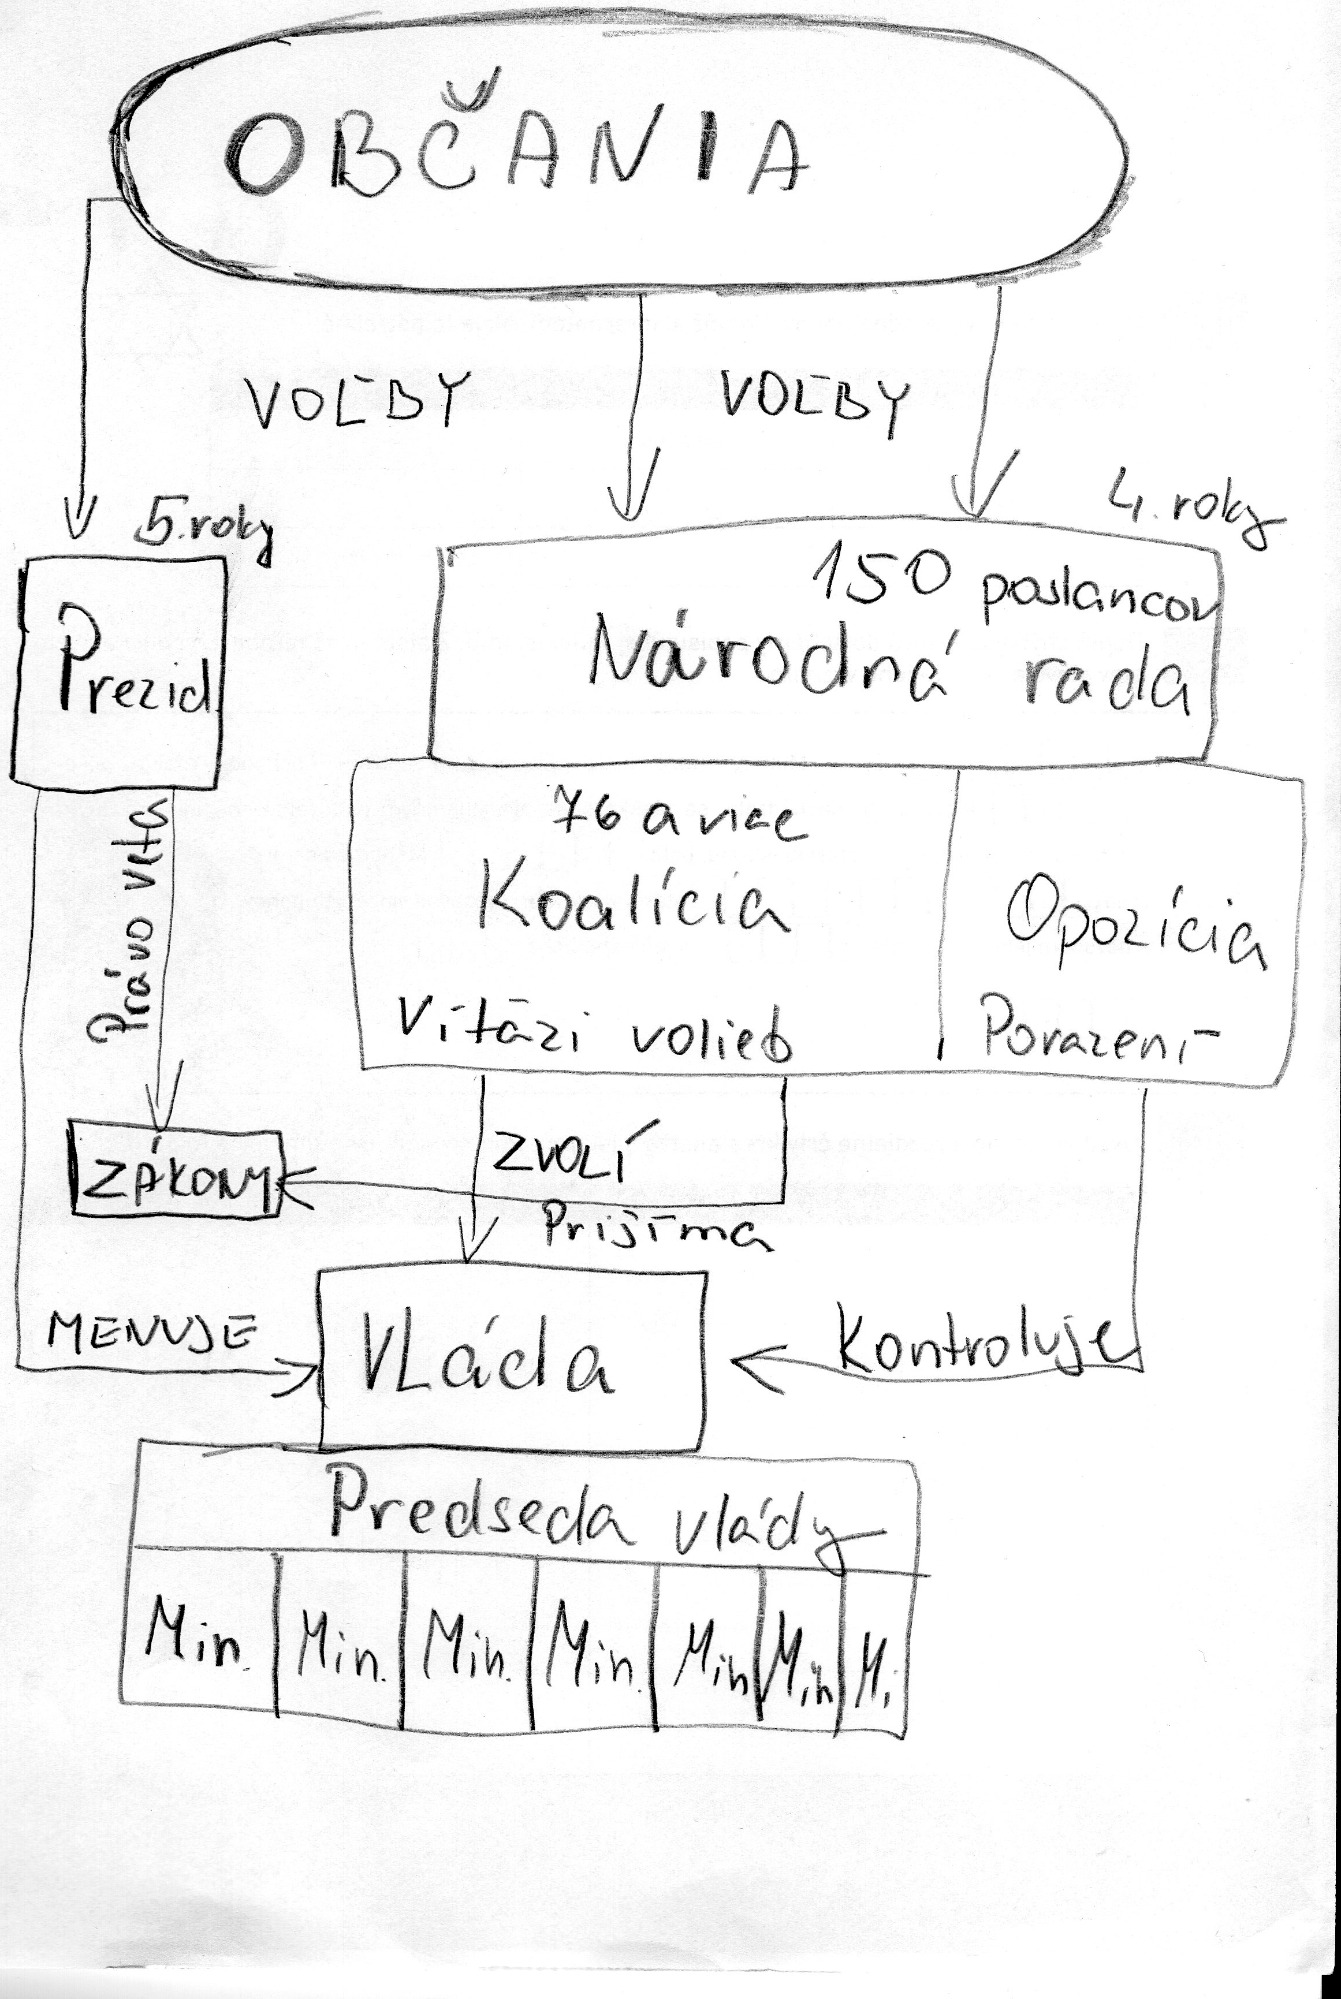 OBČANIA
VOĽBY VOĽBY
5.roky 4. roky
150 poslancov
Prezid. Národná rada
76 a viac
Koalícia Opozícia
Právo veta
Víťazi volieb Porazení
ZVOLÍ
ZÁKONY
Prijíma
MENUJE Vláda Kontroluje
Predseda vlády
Min. Min. Min. Min. Min Min M.